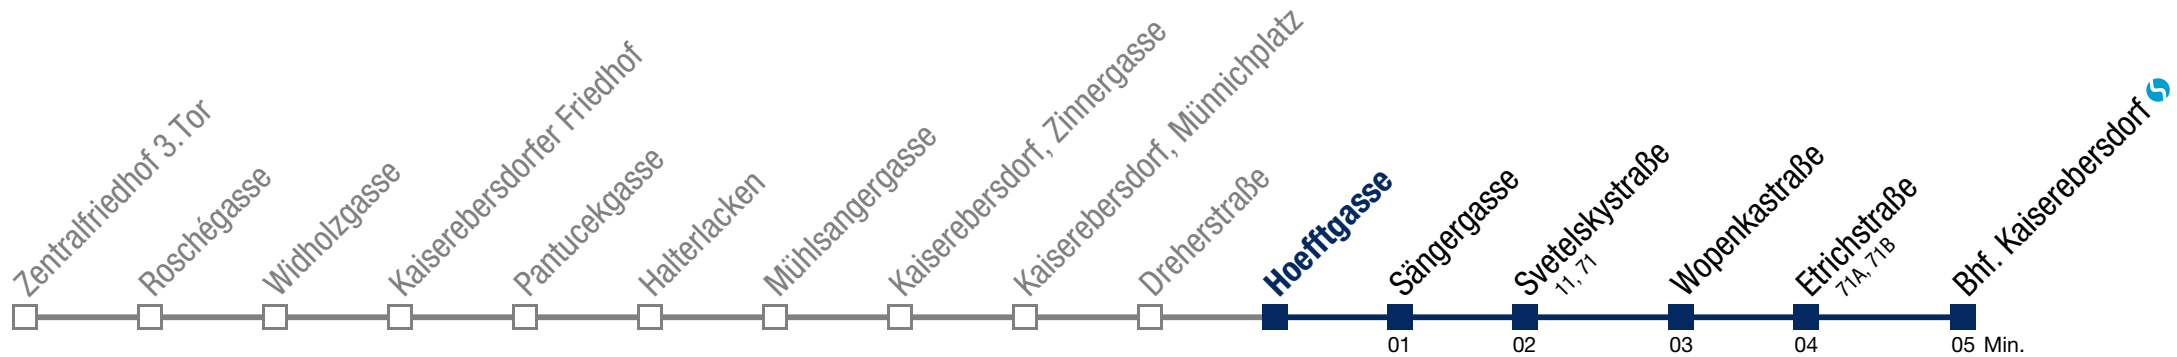 Zentralfriedhof 3.Tor
Roschégasse
Widholzgasse
Kaiserebersdorfer Friedhof
Pantucekgasse
Halterlacken
Mühlsangergasse
Kaiserebersdorf, Zinnergasse
Kaiserebersdorf, Münnichplatz
Dreherstraße
Hoefftgasse
Sängergasse
Svetelskystraße
11, 71
Wopenkastraße
Etrichstraße
71A, 71B
Bhf. Kaiserebersdorf
01 02 03 04 05 Min.